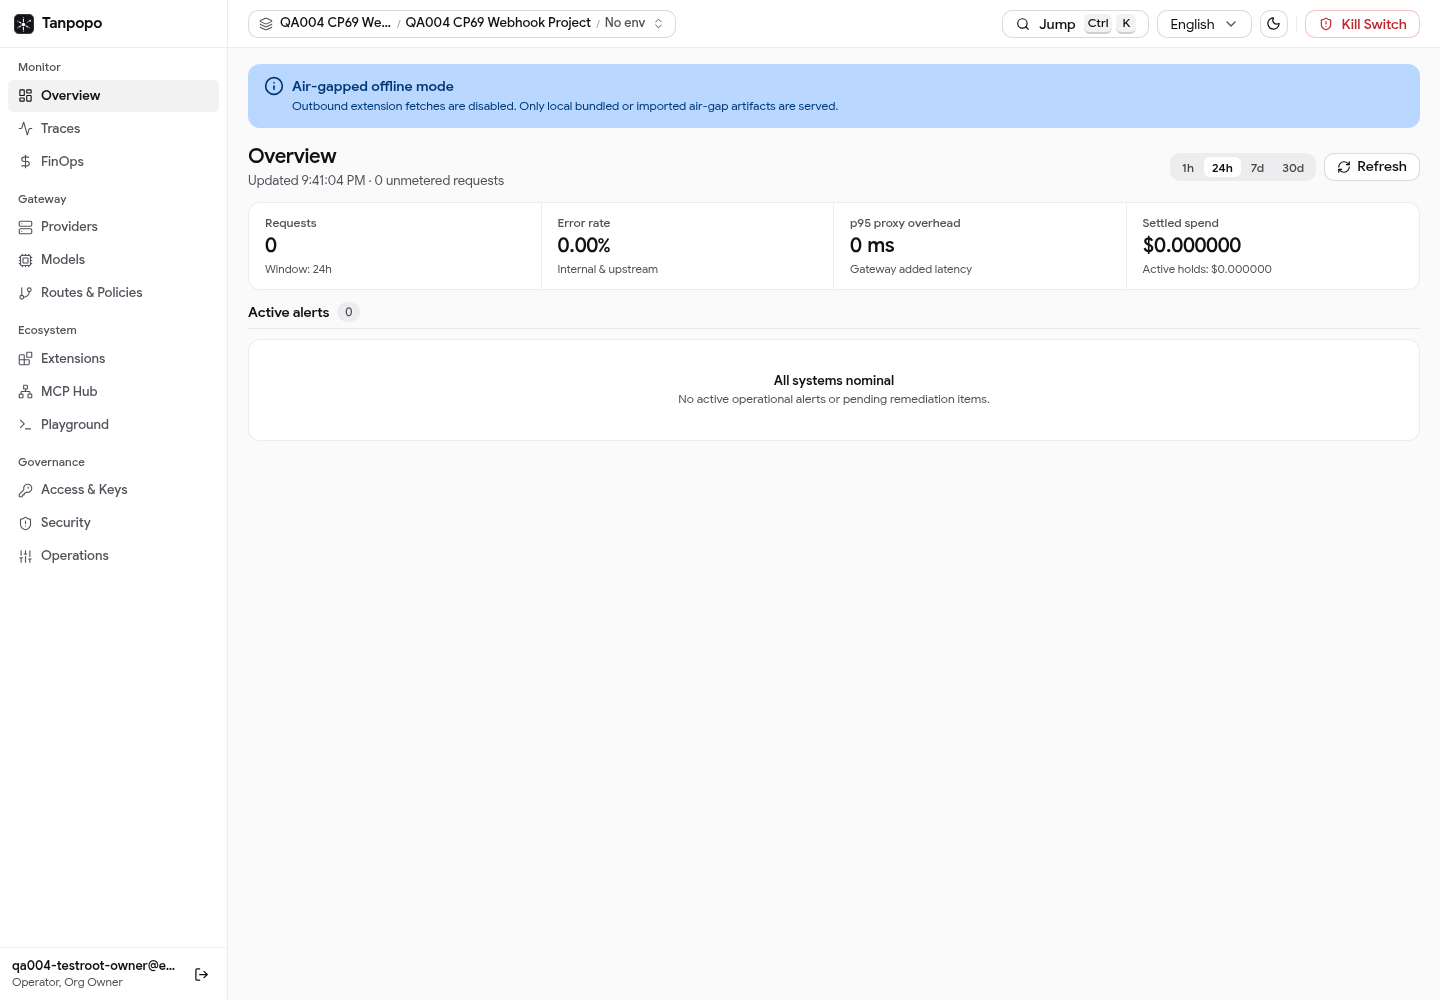 Tanpopo
QA004 CP69 We... / QA004 CP69 Webhook Project / No env
Jump Ctrl K
English
Kill Switch
Monitor
Overview
Traces
FinOps
Gateway
Providers
Models
Routes & Policies
Ecosystem
Extensions
MCP Hub
Playground
Governance
Access & Keys
Security
Operations
qa004-testroot-owner@e...
Operator, Org Owner
Air-gapped offline mode
Outbound extension fetches are disabled. Only local bundled or imported air-gap artifacts are served.
Overview
Updated 9:41:04 PM · 0 unmetered requests
1h 24h 7d 30d
Refresh
Requests
0
Window: 24h
Error rate
0.00%
Internal & upstream
p95 proxy overhead
0 ms
Gateway added latency
Settled spend
$0.000000
Active holds: $0.000000
Active alerts 0
All systems nominal
No active operational alerts or pending remediation items.